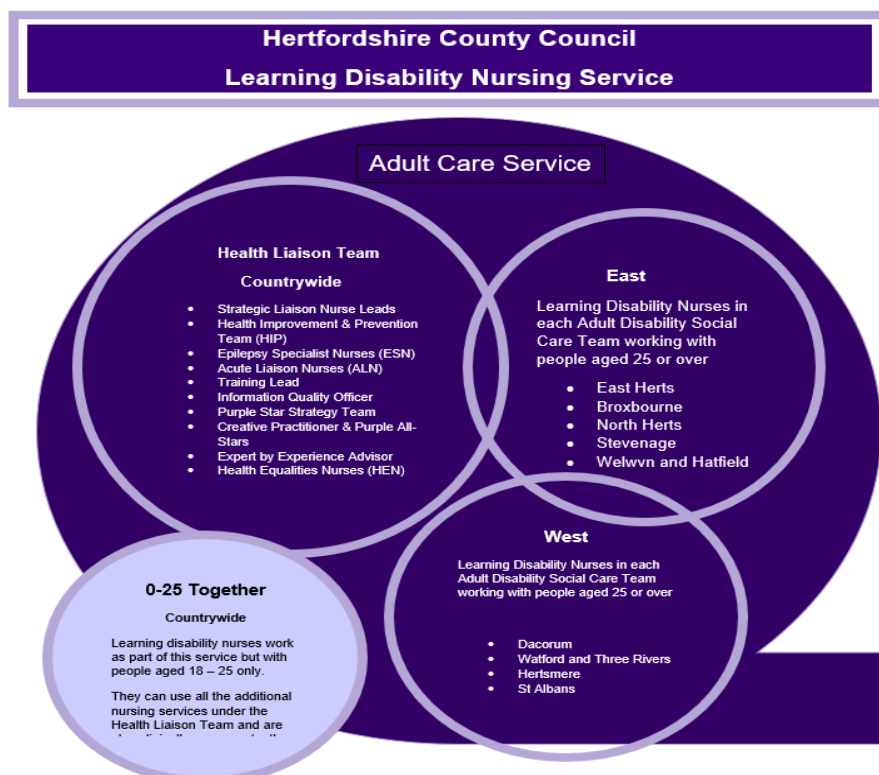 Hertfordshire County Council
Learning Disability Nursing Service
Adult Care Service
Health Liaison Team
Countrywide
• Strategic Liaison Nurse Leads
• Health Improvement & Prevention
Team (HIP)
• Epilepsy Specialist Nurses (ESN)
• Acute Liaison Nurses (ALN)
• Training Lead
• Information Quality Officer
• Purple Star Strategy Team
• Creative Practitioner & Purple All-
Stars
• Expert by Experience Advisor
• Health Equalities Nurses (HEN)
East
Learning Disability Nurses in
each Adult Disability Social
Care Team working with
people aged 25 or over
• East Herts
• Broxbourne
• North Herts
• Stevenage
• Welwyn and Hatfield
West
Learning Disability Nurses in each
Adult Disability Social Care Team
working with people aged 25 or over
• Dacorum
• Watford and Three Rivers
• Hertsmere
• St Albans
0-25 Together
Countrywide
Learning disability nurses work
as part of this service but with
people aged 18 – 25 only.
They can use all the additional
nursing services under the
Health Liaison Team and are